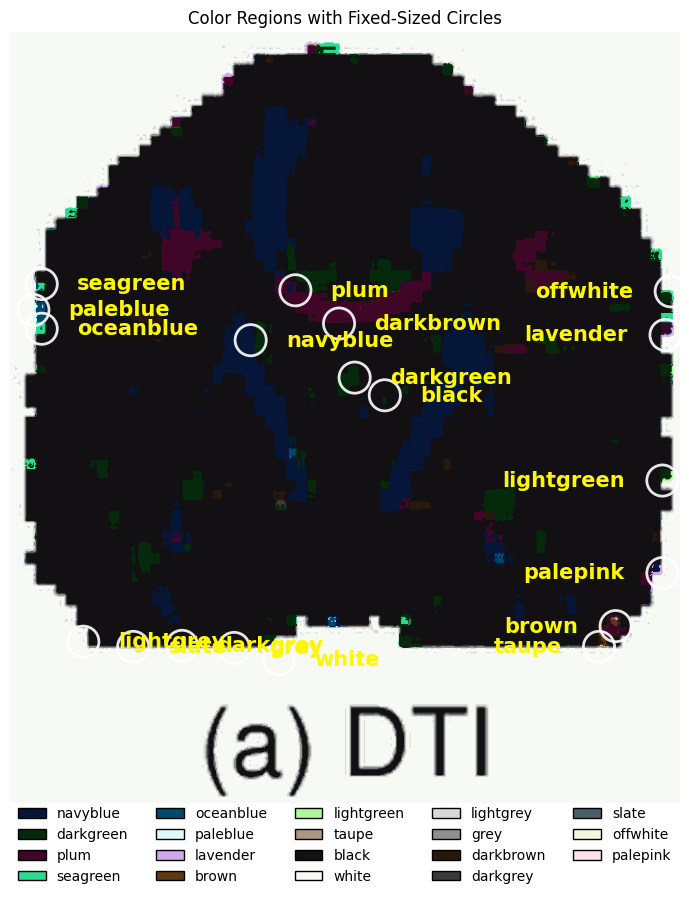 Color Regions with Fixed-Sized Circles
seagreen
plum
offwhite
paleblue
darkbrown
oceanblue
lavender
navyblue
darkgreen
black
lightgreen
palepink
brown
lightgrey
slate
darkgrey
grey
taupe
white
(a) DTI
navyblue oceanblue lightgreen lightgrey slate
darkgreen paleblue taupe grey offwhite
plum lavender black darkbrown palepink
seagreen brown white darkgrey